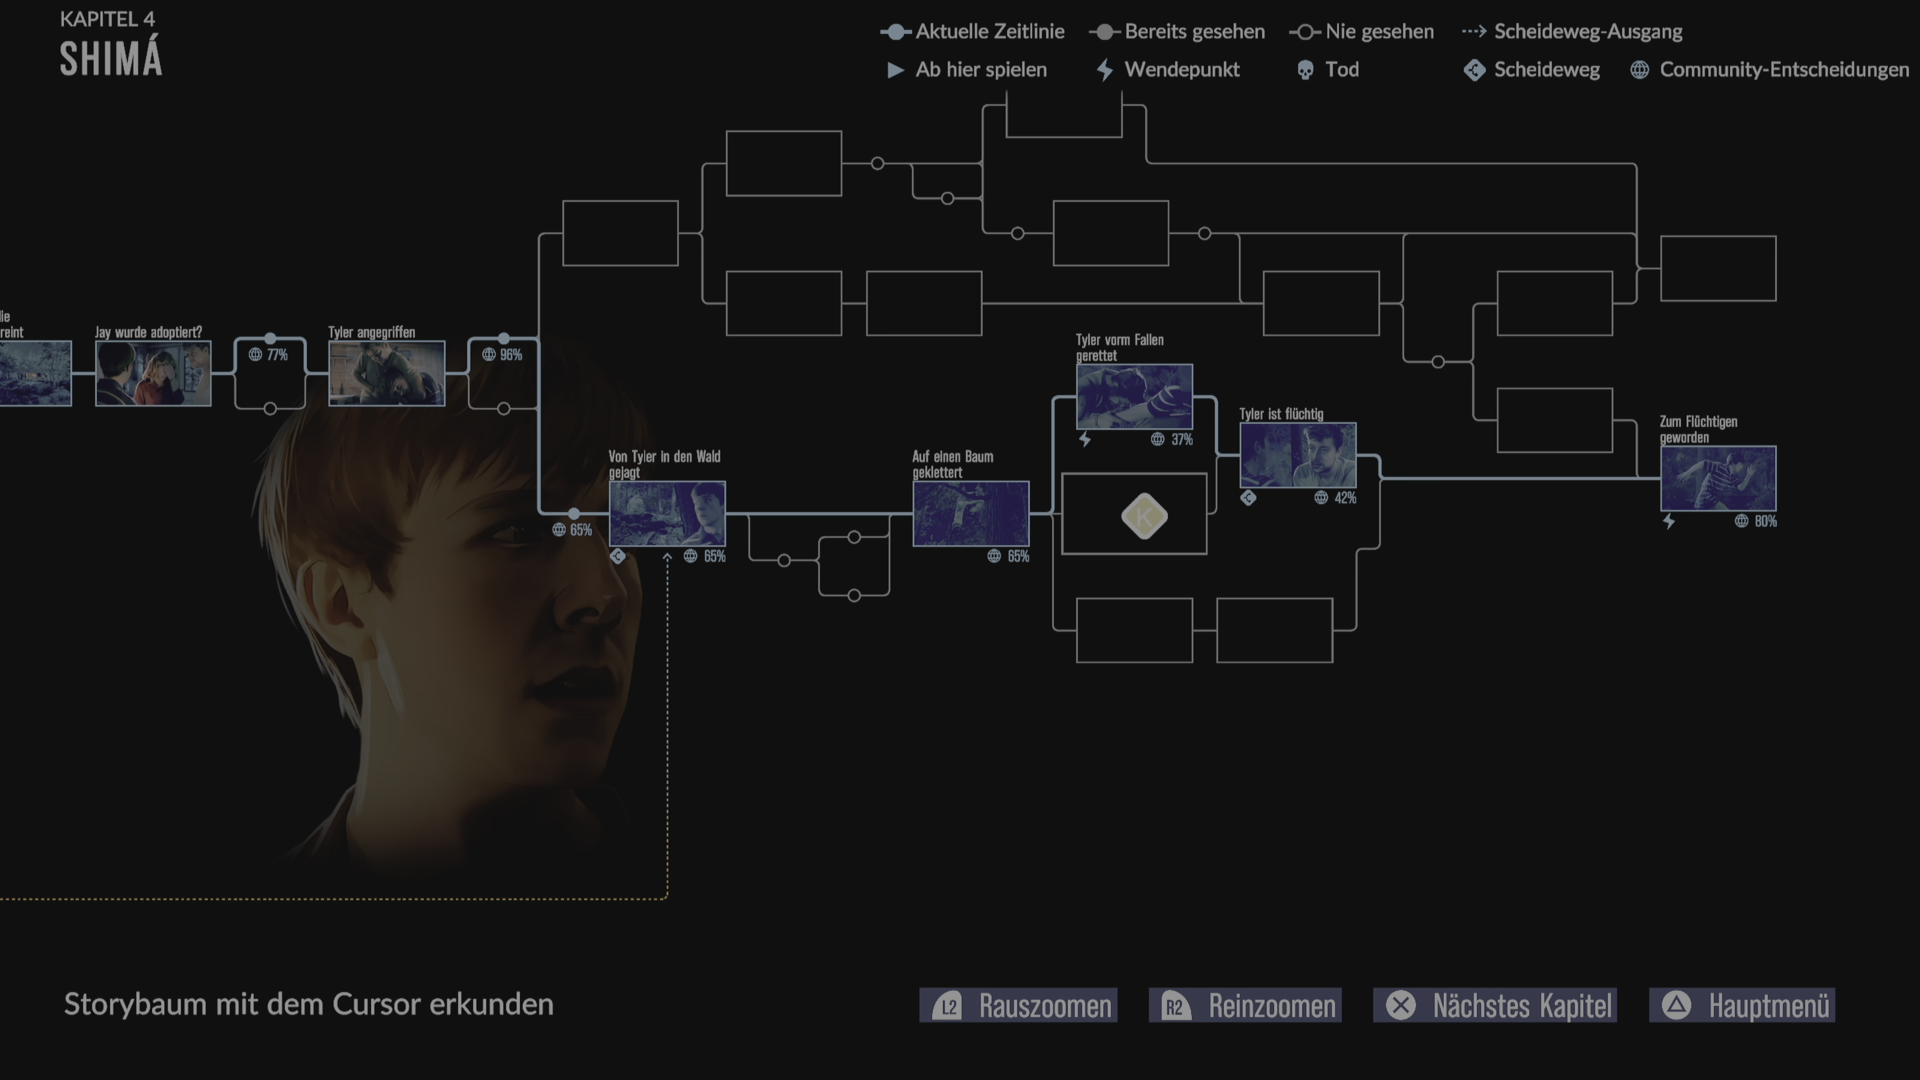 KAPITEL 4
SHIMÁ
Aktuelle Zeitlinie
Bereits gesehen
Nie gesehen
Scheideweg-Ausgang
Ab hier spielen
Wendepunkt
Tod
Scheideweg
Community-Entscheidungen
lie
reint
Jay wurde adoptiert?
77%
Tyler angegriffen
96%
65%
Von Tyler in den Wald
gejagt
65%
Auf einen Baum
geklettert
65%
Tyler vorm Fallen
gerettet
37%
K
Tyler ist flüchtig
42%
Zum Flüchtigen
geworden
80%
Storybaum mit dem Cursor erkunden
L2 Rauszoomen
R2 Reinzoomen
Nächstes Kapitel
Hauptmenü